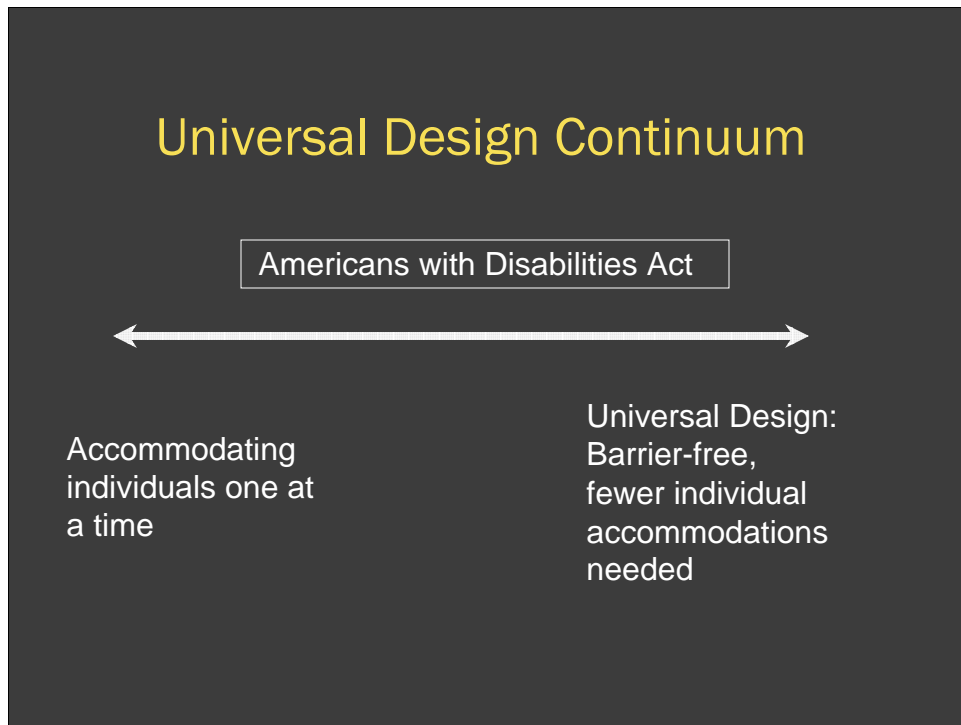 Universal Design Continuum
Americans with Disabilities Act
Accommodating
individuals one at
a time
Universal Design:
Barrier-free,
fewer individual
accommodations
needed